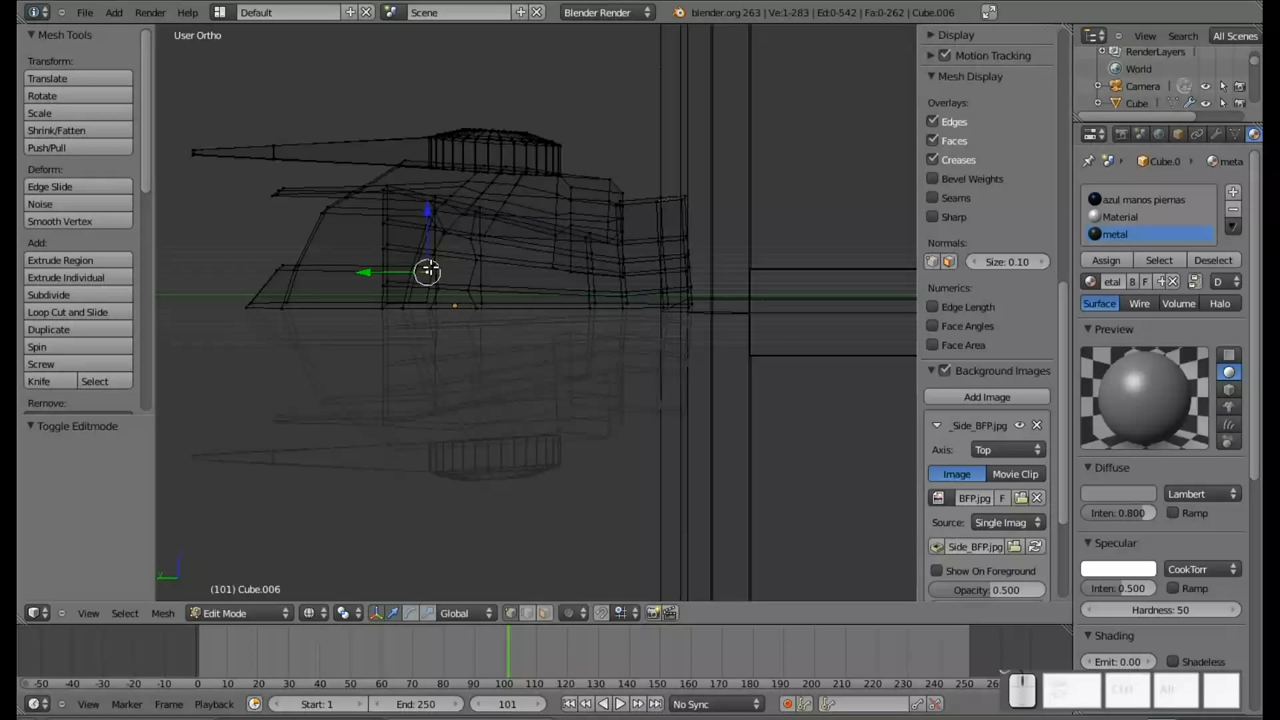 File Add Render Help Default Scene Blender Render blender.org 263 | Ve:1-283 | Ed:0-542 | Fa:0-262 | Cube.006
Mesh Tools
Transform:
Translate
Rotate
Scale
Shrink/Fatten
Push/Pull
Deform:
Edge Slide
Noise
Smooth Vertex
Add:
Extrude Region
Extrude Individual
Subdivide
Loop Cut and Slide
Duplicate
Spin
Screw
Knife Select
Remove:
Toggle Editmode
User Ortho
(101) Cube.006
Display
Motion Tracking
Mesh Display
Overlays:
Edges
Faces
Creases
Bevel Weights
Seams
Sharp
Normals:
Size: 0.10
Numerics:
Edge Length
Face Angles
Face Area
Background Images
Add Image
_Side_BFP.jpg
Axis: Top
Image Movie Clip
BFP.jpg F
Source: Single Imag
Side_BFP.jpg
Show On Foreground
Opacity: 0.500
View Search All Scenes
RenderLayers
World
Camera
Cube
Cube.0 meta
azul manos piernas
Material
metal
Assign Select Deselect
etal 8 F D
Surface Wire Volume Halo
Preview
Diffuse
Lambert
Inten: 0.800 Ramp
Specular
CookTorr
Inten: 0.500 Ramp
Hardness: 50
Shading
Emit: 0.00 Shadeless
View Select Mesh Edit Mode Global
-50 -40 -30 -20 -10 0 10 20 30 40 50 60 70 80 90 100 110 120 130 140 150 160 170 180 190 200 210 220 230 240 250
View Marker Frame Playback Start: 1 End: 250 101 No Sync
Ctrl Alt